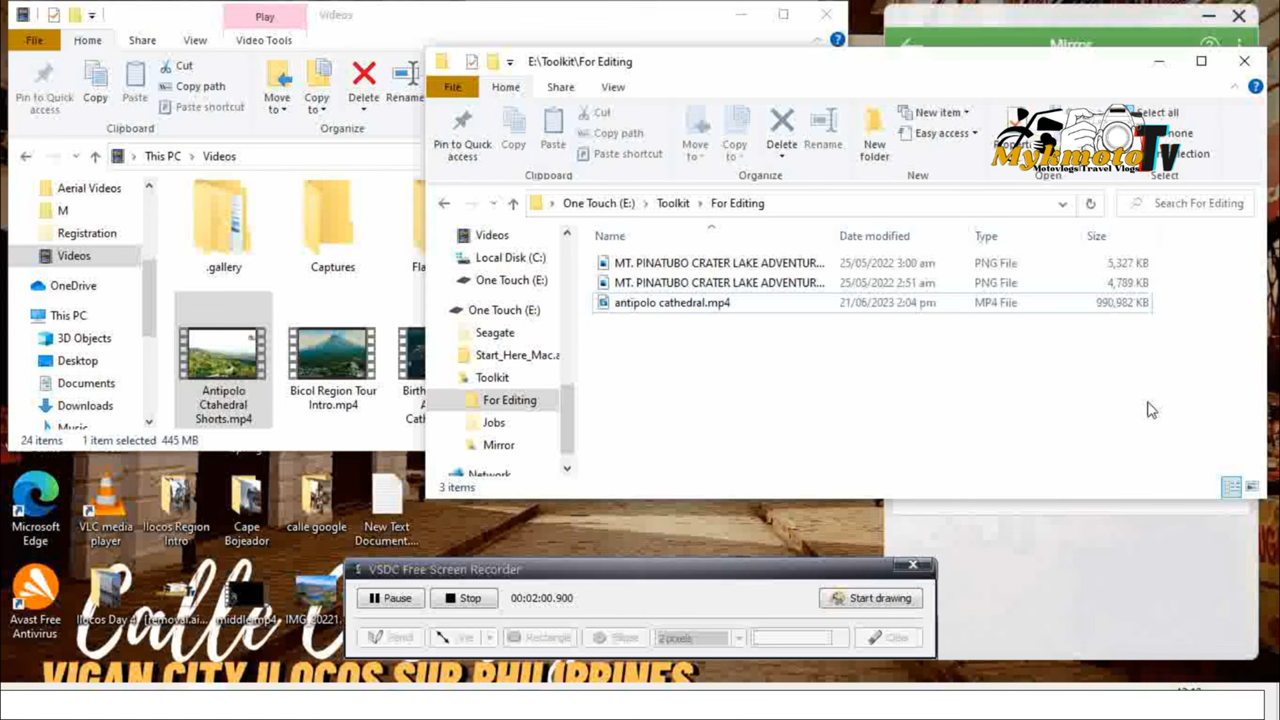 Play
Videos
File
Home
Share
View
Video Tools
Pin to Quick
access
Copy
Paste
Cut
Copy path
Paste shortcut
Move
to
Copy
to
Delete
Rename
Clipboard
Organize
This PC
Videos
Aerial Videos
M
Registration
Videos
OneDrive
This PC
3D Objects
Desktop
Documents
Downloads
Music
.gallery
Captures
Antipolo
Ctahedral
Shorts.mp4
Bicol Region Tour
Intro.mp4
24 items
1 item selected 445 MB
Mirror
E:\Toolkit\For Editing
File
Home
Share
View
Pin to Quick
access
Copy
Paste
Cut
Copy path
Paste shortcut
Move
to
Copy
to
Delete
Rename
New
folder
New item
Easy access
Select all
Clipboard
Organize
New
Open
Select
Mykmoto Tv
Motovlogs Travel Vlogs
One Touch (E:)
Toolkit
For Editing
Search For Editing
Videos
Local Disk (C:)
One Touch (E:)
One Touch (E:)
Seagate
Start_Here_Mac.a
Toolkit
For Editing
Jobs
Mirror
Network
Name
Date modified
Type
Size
MT. PINATUBO CRATER LAKE ADVENTUR... 25/05/2022 3:00 am PNG File 5,327 KB
MT. PINATUBO CRATER LAKE ADVENTUR... 25/05/2022 2:51 am PNG File 4,789 KB
antipolo cathedral.mp4 21/06/2023 2:04 pm MP4 File 990,982 KB
3 items
Microsoft
Edge
VLC media
player
Ilocos Region
Intro
Cape
Bojeador
calle google
New Text
Document....
Avast Free
Antivirus
Ilocos Day 4
middle.mp4
IMG_20221...
VSDC Free Screen Recorder
Pause
Stop
00:02:00.900
Start drawing
Rectangle
Ellipse
2 pixels
Clear
Calle
VIGAN CITY ILOCOS SUR PHILIPPINES